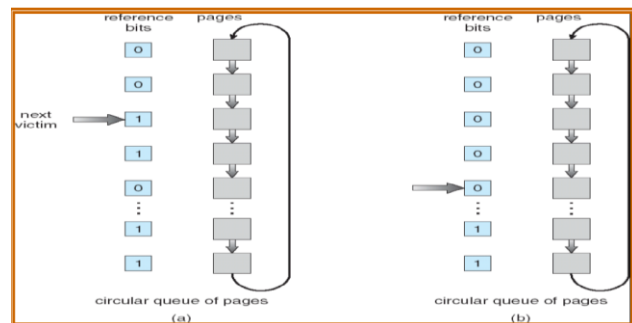 reference pages
bits
0
0
next
victim
1
1
0
1
1
circular queue of pages
(a)
reference pages
bits
0
0
0
0
0
1
1
circular queue of pages
(b)